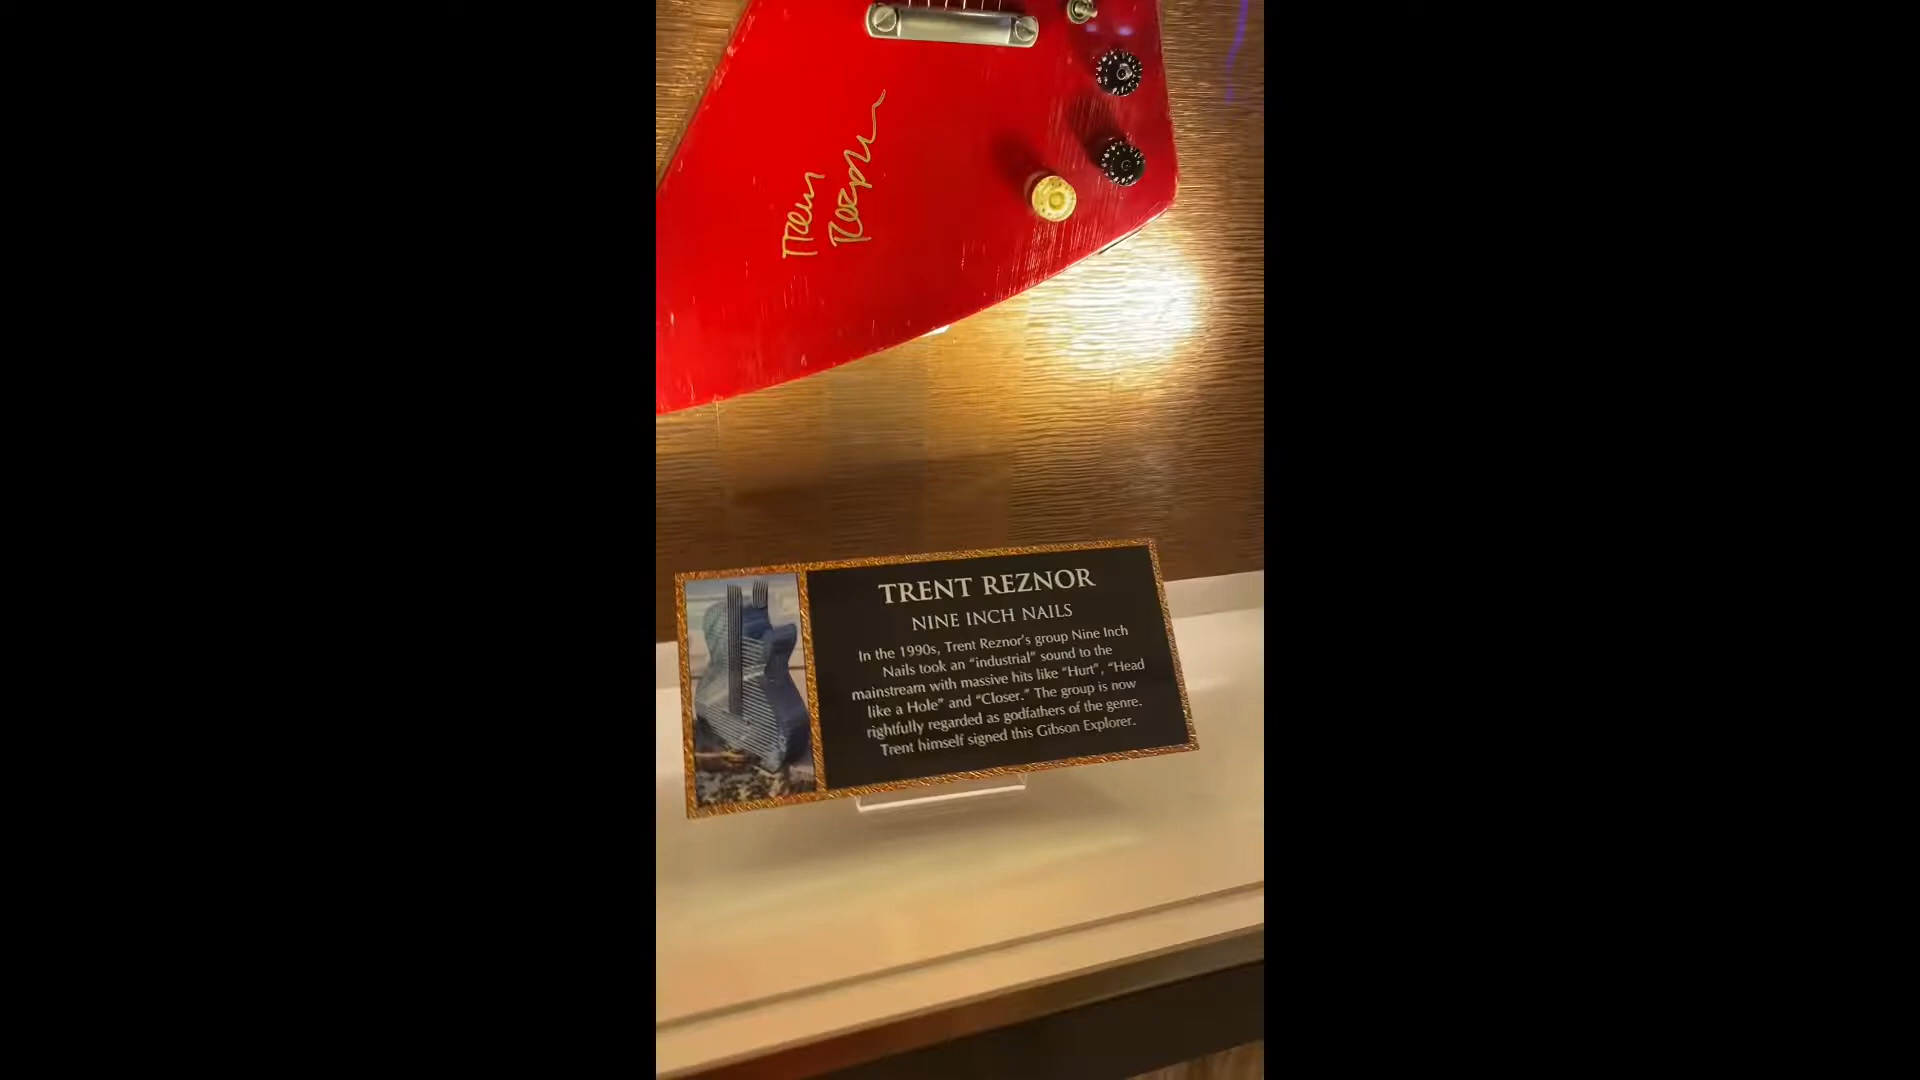 Trent
Reznor
TRENT REZNOR
NINE INCH NAILS
In the 1990s, Trent Reznor's group Nine Inch
Nails took an "industrial" sound to the
mainstream with massive hits like "Hurt", "Head
like a Hole" and "Closer." The group is now
rightfully regarded as godfathers of the genre.
Trent himself signed this Gibson Explorer.